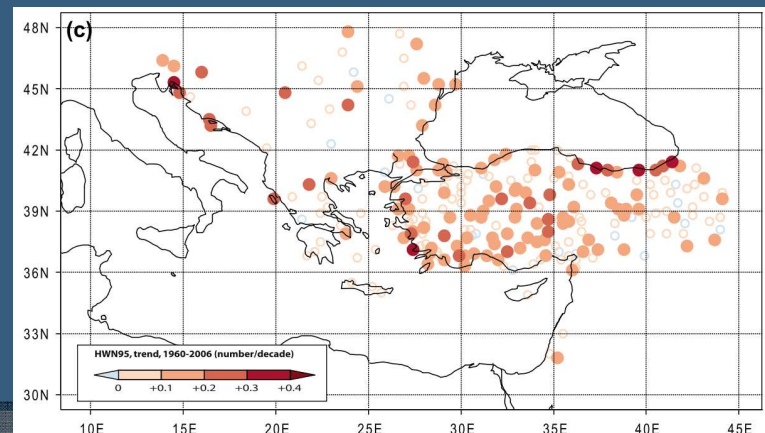 (c)
48N
45N
42N
39N
36N
33N
30N
HWN95, trend, 1960-2006 (number/decade)
0 +0.1 +0.2 +0.3 +0.4
10E 15E 20E 25E 30E 35E 40E 45E